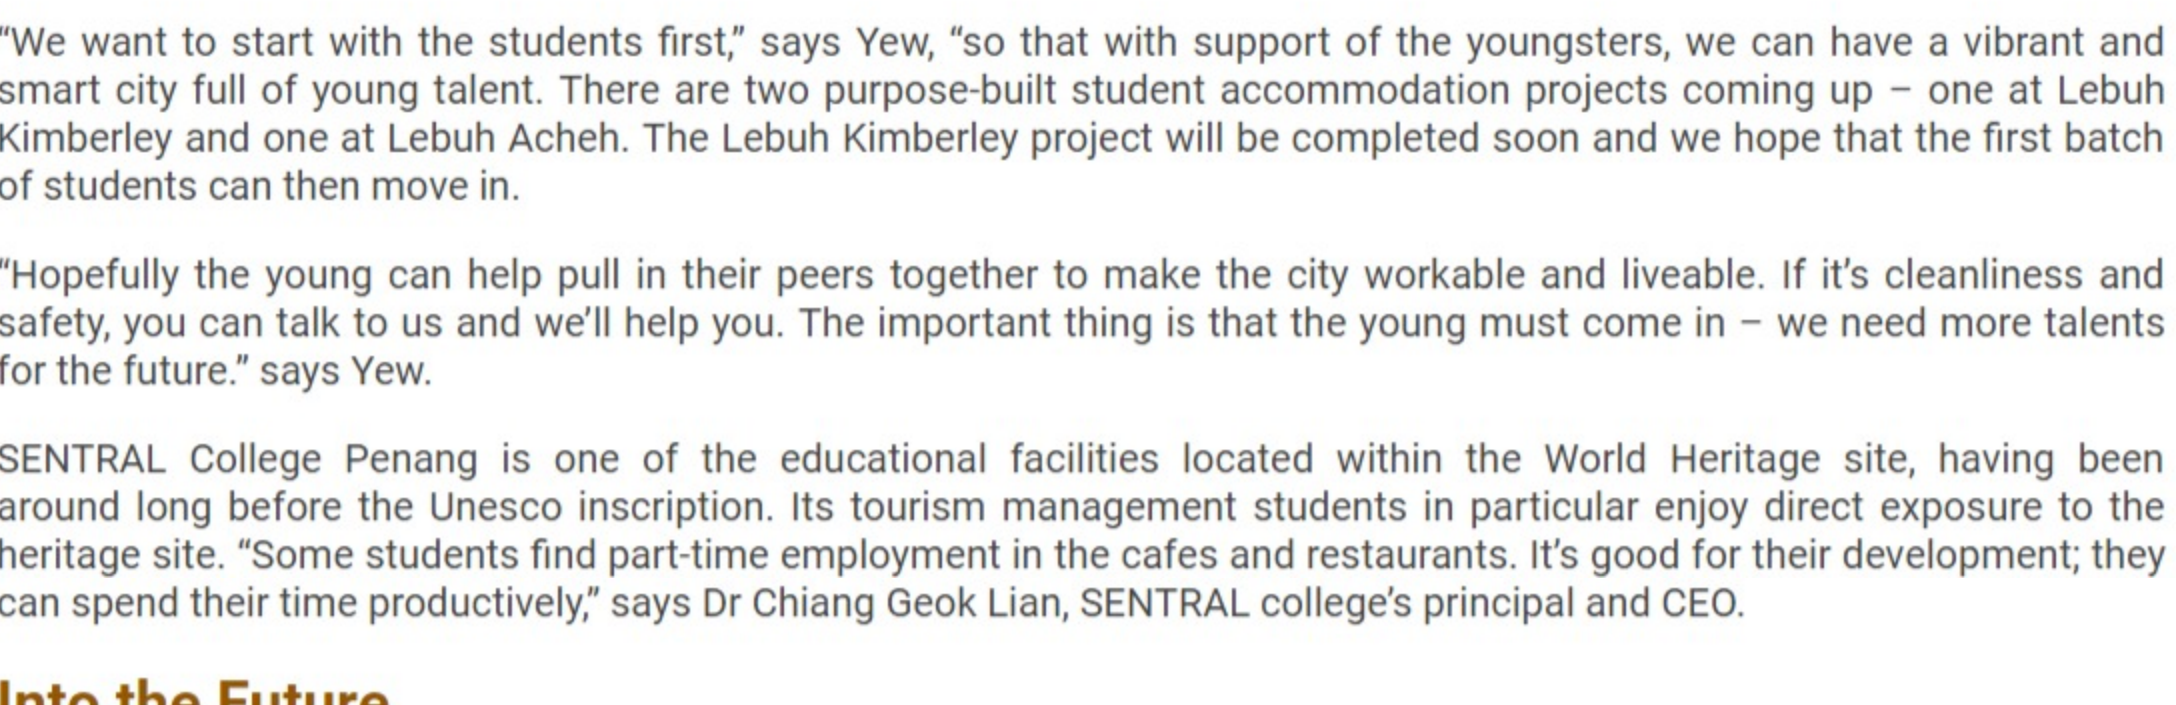 “We want to start with the students first,” says Yew, “so that with support of the youngsters, we can have a vibrant and
smart city full of young talent. There are two purpose-built student accommodation projects coming up – one at Lebuh
Kimberley and one at Lebuh Acheh. The Lebuh Kimberley project will be completed soon and we hope that the first batch
of students can then move in.
“Hopefully the young can help pull in their peers together to make the city workable and liveable. If it’s cleanliness and
safety, you can talk to us and we’ll help you. The important thing is that the young must come in – we need more talents
for the future.” says Yew.
SENTRAL College Penang is one of the educational facilities located within the World Heritage site, having been
around long before the Unesco inscription. Its tourism management students in particular enjoy direct exposure to the
heritage site. “Some students find part-time employment in the cafes and restaurants. It’s good for their development; they
can spend their time productively,” says Dr Chiang Geok Lian, SENTRAL college’s principal and CEO.
Into the Future